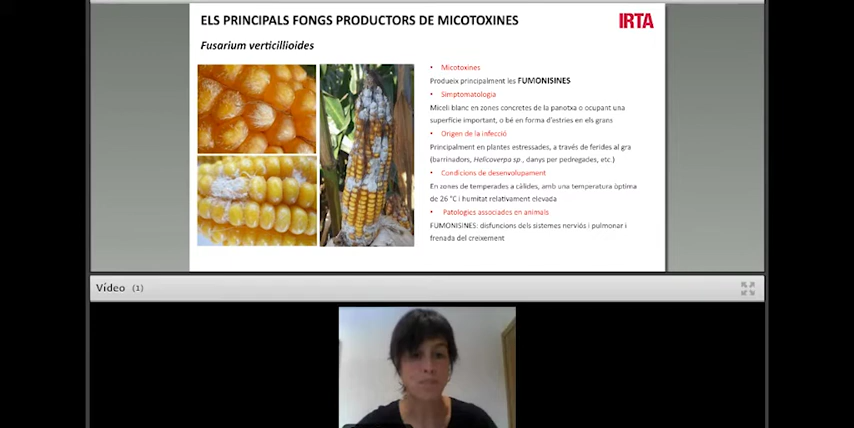 ELS PRINCIPALS FONGS PRODUCTORS DE MICOTOXINES
IRTA
Fusarium verticillioides
• Micotoxines
Produeix principalment les FUMONISINES
• Simptomatologia
Miceli blanc en zones concretes de la panotxa o ocupant una
superfície important, o bé en forma d'estries en els grans
• Origen de la infecció
Principalment en plantes estressades, a través de ferides al gra
(barrinadors, Helicoverpa sp., danys per pedregades, etc.)
• Condicions de desenvolupament
En zones de temperades a càlides, amb una temperatura òptima
de 26 °C i humitat relativament elevada
• Patologies associades en animals
FUMONISINES: disfuncions dels sistemes nerviós i pulmonar i
frenada del creixement
Vídeo (1)